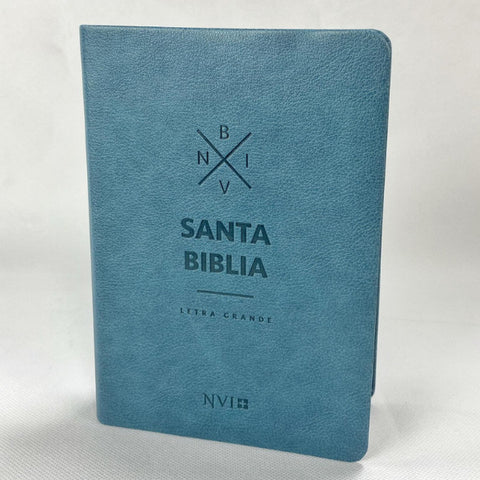 B
N I
V
SANTA
BIBLIA
LETRA GRANDE
NVI